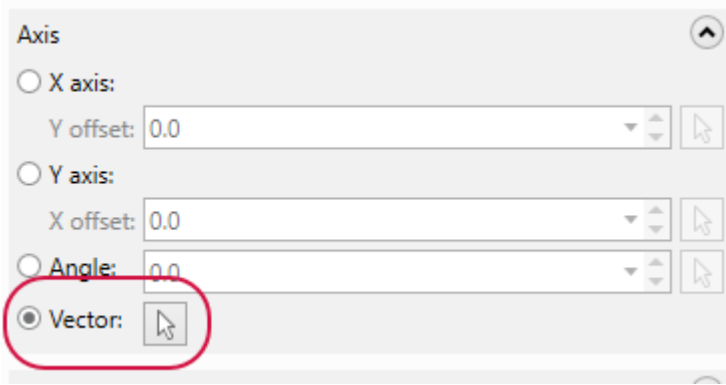 Axis
X axis:
Y offset: 0.0
Y axis:
X offset: 0.0
Angle: 0.0
Vector: